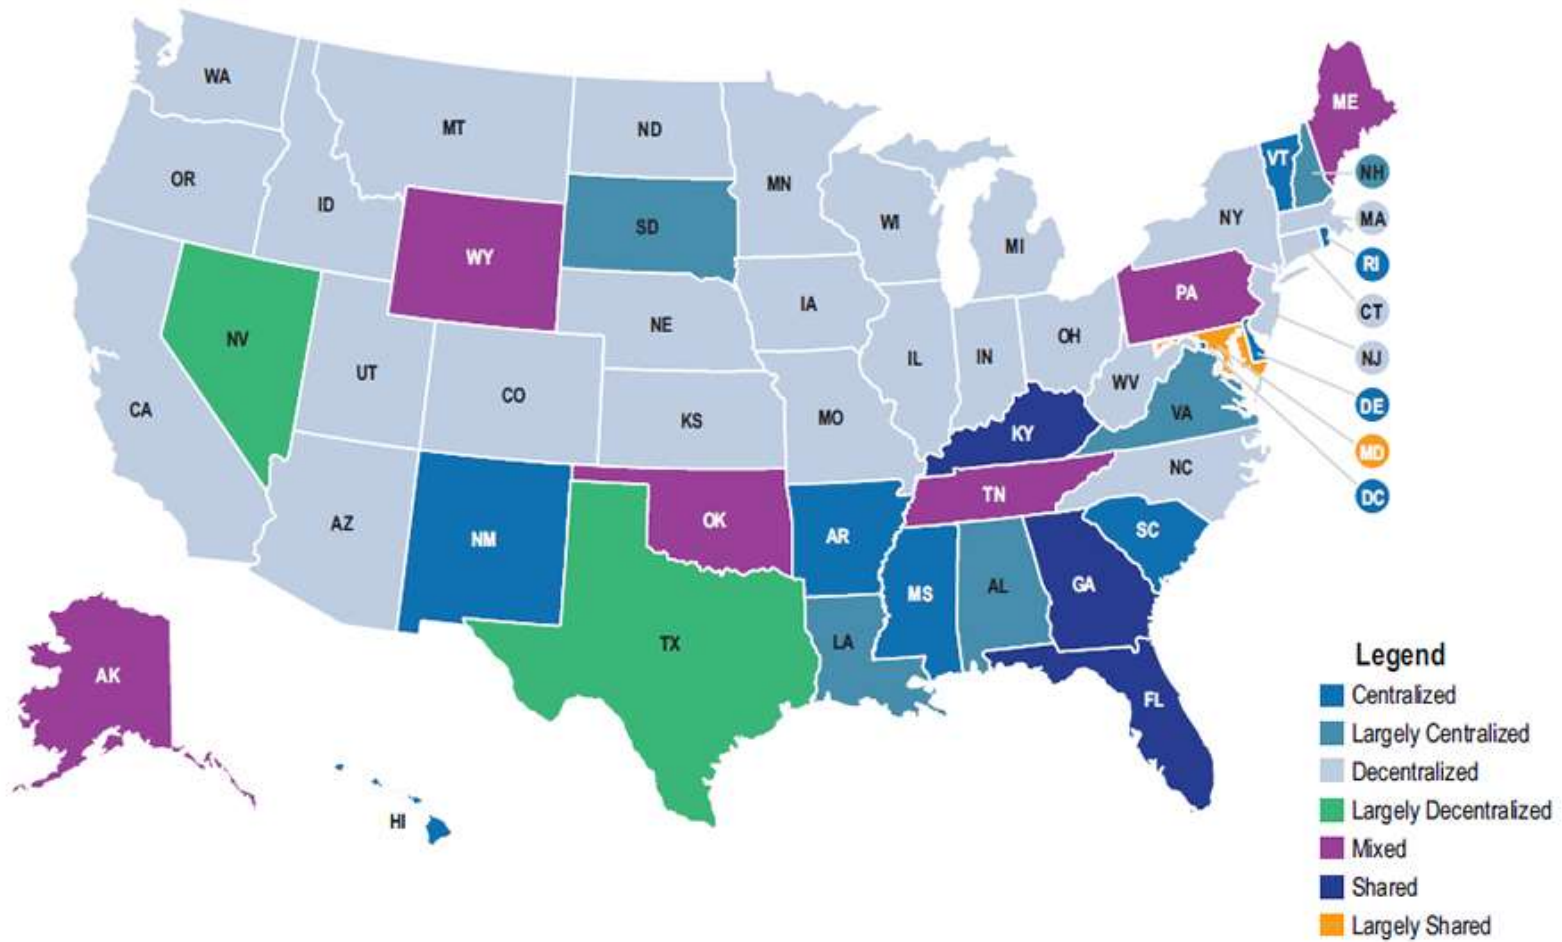 WA
MT
ND
OR
ID
MN
WI
MI
NY
VT
ME
NH
MA
RI
CT
NJ
DE
MD
DC
SD
WY
NV
UT
CO
NE
IA
IL
IN
OH
PA
WV
VA
CA
KS
MO
KY
NC
TN
SC
AZ
NM
OK
AR
MS
AL
GA
TX
LA
FL
AK
HI
Legend
Centralized
Largely Centralized
Decentralized
Largely Decentralized
Mixed
Shared
Largely Shared